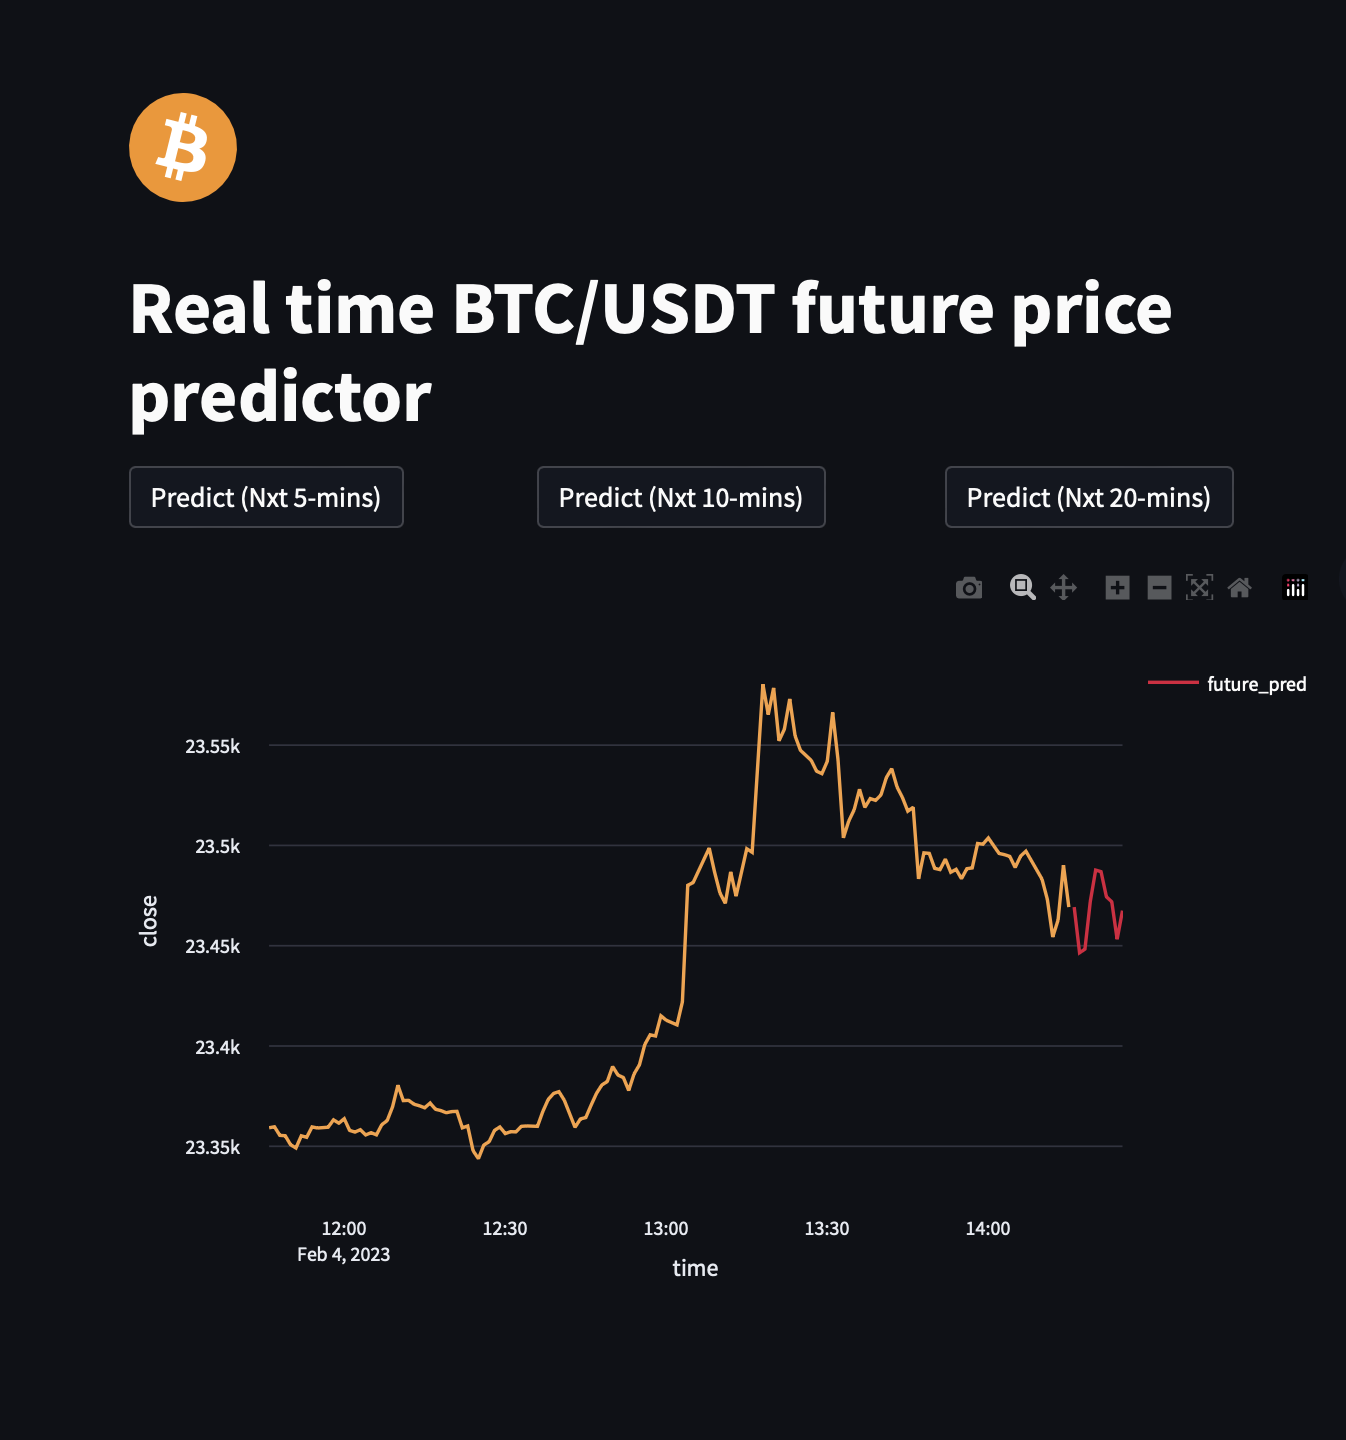 Real time BTC/USDT future price
predictor
Predict (Nxt 5-mins)
Predict (Nxt 10-mins)
Predict (Nxt 20-mins)
future_pred
23.55k
23.5k
23.45k
23.4k
23.35k
close
12:00
12:30
13:00
13:30
14:00
Feb 4, 2023
time